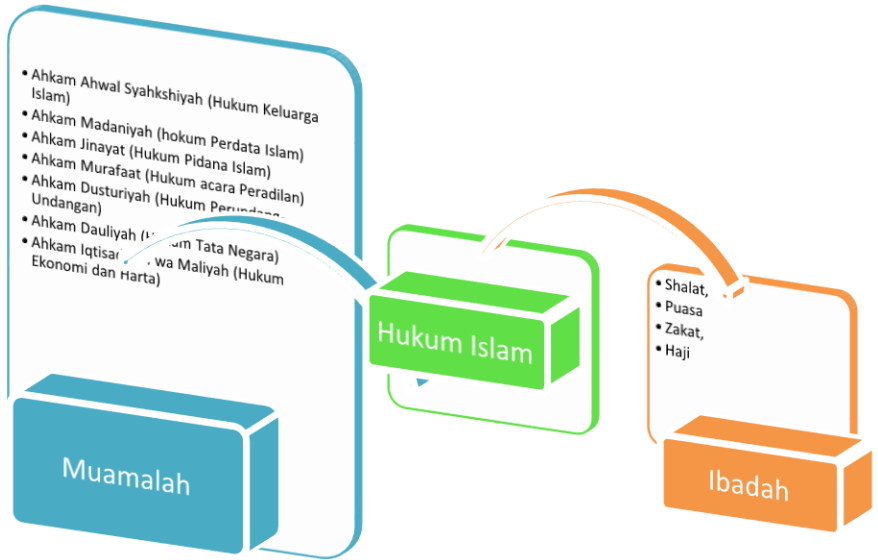 • Ahkam Ahwal Syahkshiyah (Hukum Keluarga
Islam)
• Ahkam Madaniyah (hokum Perdata Islam)
• Ahkam Jinayat (Hukum Pidana Islam)
• Ahkam Murafaat (Hukum acara Peradilan)
• Ahkam Dusturiyah (Hukum
Undangan)
• Ahkam Dauliyah Tata Negara)
• Ahkam wa Maliyah (Hukum
Ekonomi dan Harta)
Muamalah
Hukum Islam
• Shalat,
• Puasa
• Zakat,
• Haji
Ibadah